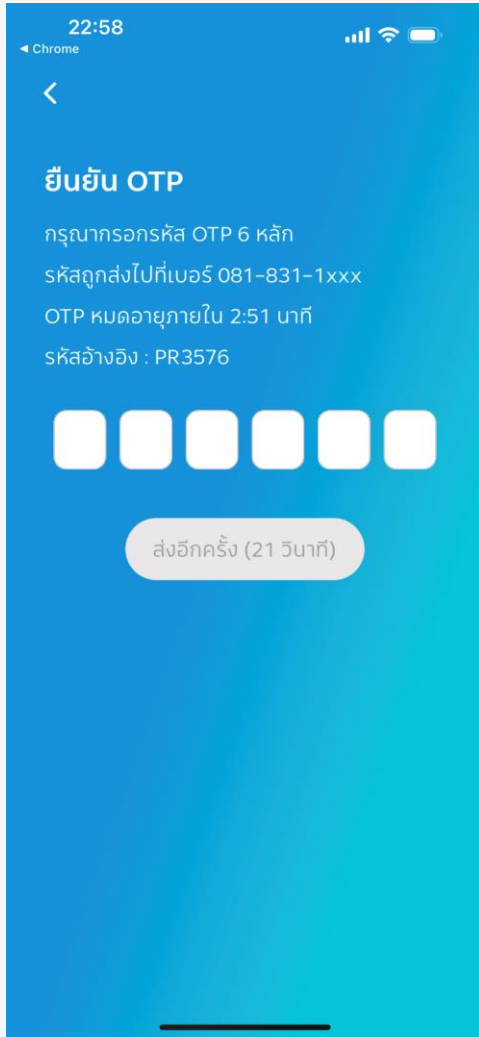 22:58
◀ Chrome
ยืนยัน OTP
กรุณากรอกรหัส OTP 6 หลัก
รหัสถูกส่งไปที่เบอร์ 081-831-1xxx
OTP หมดอายุภายใน 2:51 นาที
รหัสอ้างอิง : PR3576
ส่งอีกครั้ง (21 วินาที)